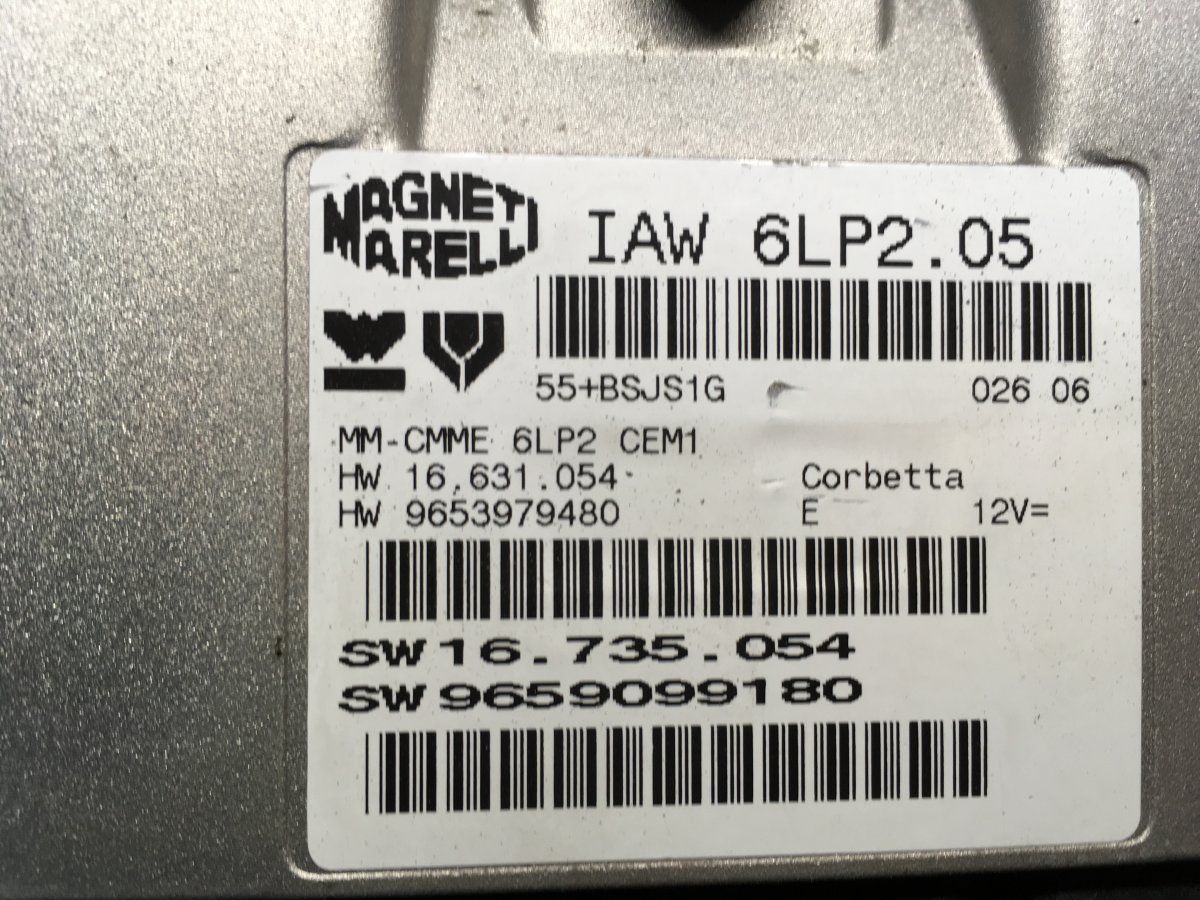 MAGNETI
MARELLI
IAW 6LP2.05
55+BSJS1G 026 06
MM-CMME 6LP2 CEM1
HW 16.631.054 Corbetta
HW 9653979480 E 12V=
SW 16.735.054
SW 9659099180